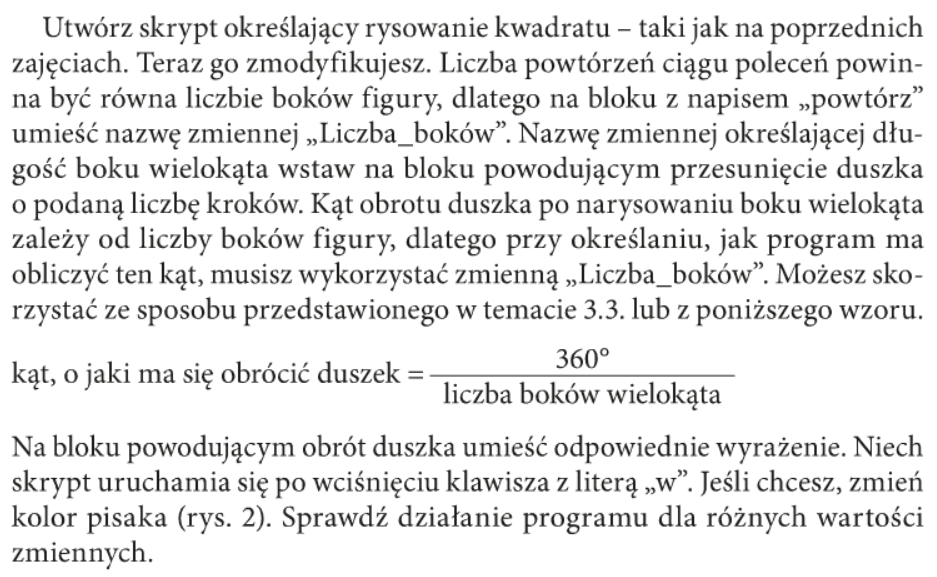 Utwórz skrypt określający rysowanie kwadratu – taki jak na poprzednich
zajęciach. Teraz go zmodyfikujesz. Liczba powtórzeń ciągu poleceń powin-
na być równa liczbie boków figury, dlatego na bloku z napisem „powtórz”
umieść nazwę zmiennej „Liczba_boków”. Nazwę zmiennej określającej dłu-
gość boku wielokąta wstaw na bloku powodującym przesunięcie duszka
o podaną liczbę kroków. Kąt obrotu duszka po narysowaniu boku wielokąta
zależy od liczby boków figury, dlatego przy określaniu, jak program ma
obliczyć ten kąt, musisz wykorzystać zmienną „Liczba_boków”. Możesz sko-
rzystać ze sposobu przedstawionego w temacie 3.3. lub z poniższego wzoru.
360°
kąt, o jaki ma się obrócić duszek =
liczba boków wielokąta
Na bloku powodującym obrót duszka umieść odpowiednie wyrażenie. Niech
skrypt uruchamia się po wciśnięciu klawisza z literą „w”. Jeśli chcesz, zmień
kolor pisaka (rys. 2). Sprawdź działanie programu dla różnych wartości
zmiennych.